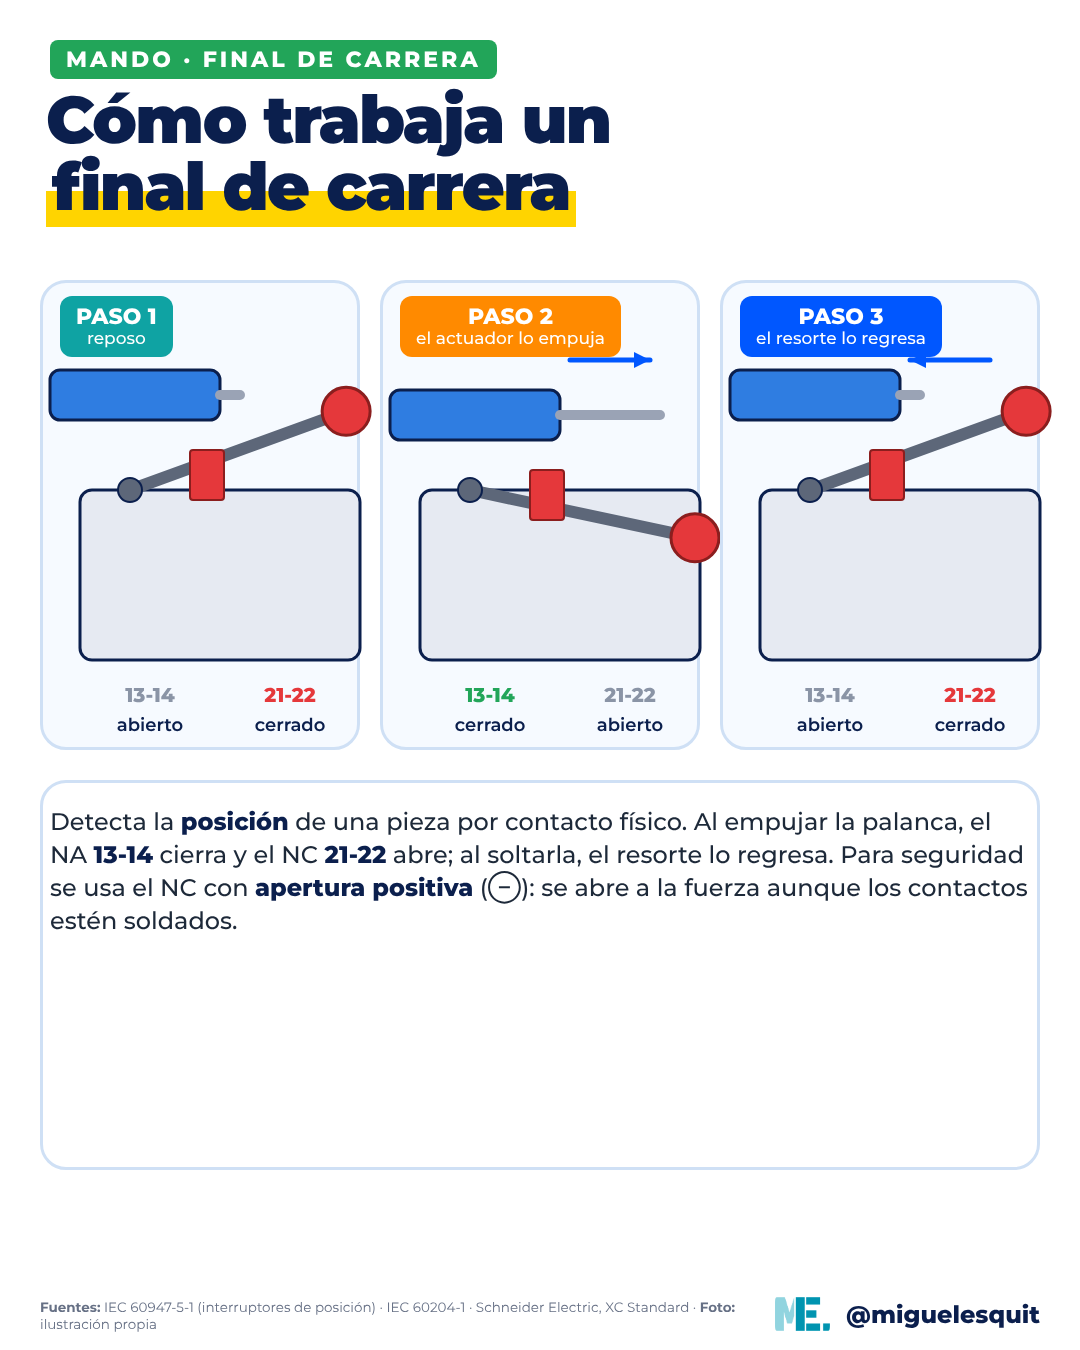 MANDO · FINAL DE CARRERA
Cómo trabaja un
final de carrera
PASO 1
reposo
PASO 2
el actuador lo empuja
PASO 3
el resorte lo regresa
13-14 21-22
abierto cerrado
13-14 21-22
cerrado abierto
13-14 21-22
abierto cerrado
Detecta la posición de una pieza por contacto físico. Al empujar la palanca, el
NA 13-14 cierra y el NC 21-22 abre; al soltarla, el resorte lo regresa. Para seguridad
se usa el NC con apertura positiva (⊖): se abre a la fuerza aunque los contactos
estén soldados.
Fuentes: IEC 60947-5-1 (interruptores de posición) · IEC 60204-1 · Schneider Electric, XC Standard · Foto:
ilustración propia
ME. @miguelesquit